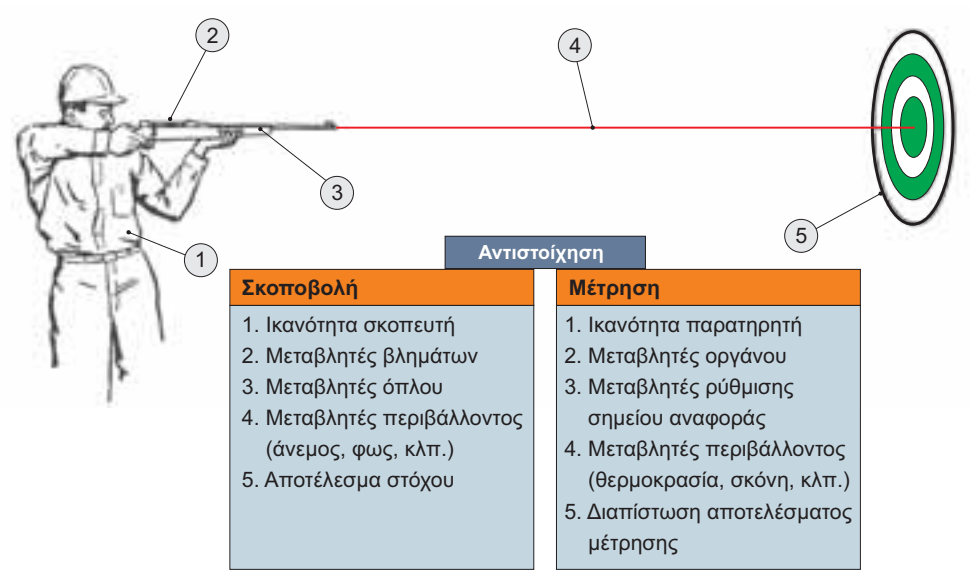 2
4
3
1
5
Αντιστοίχηση
Σκοποβολή
1. Ικανότητα σκοπευτή
2. Μεταβλητές βλημάτων
3. Μεταβλητές όπλου
4. Μεταβλητές περιβάλλοντος
(άνεμος, φως, κλπ.)
5. Αποτέλεσμα στόχου
Μέτρηση
1. Ικανότητα παρατηρητή
2. Μεταβλητές οργάνου
3. Μεταβλητές ρύθμισης
σημείου αναφοράς
4. Μεταβλητές περιβάλλοντος
(θερμοκρασία, σκόνη, κλπ.)
5. Διαπίστωση αποτελέσματος
μέτρησης